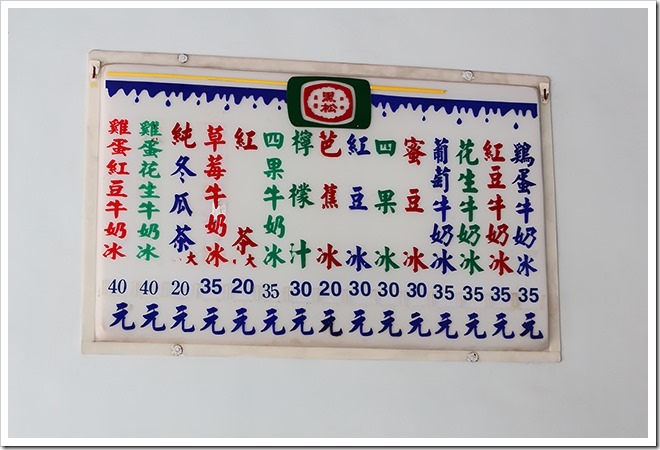 黑松
鷄蛋牛奶冰35元
紅豆牛奶冰35元
花生牛奶冰35元
葡萄牛奶冰35元
蜜豆冰30元
四果冰30元
紅豆冰30元
芭蕉冰20元
檸檬汁30元
四果牛奶冰35元
紅茶大20元
草莓牛奶冰35元
純冬瓜茶大20元
雞蛋花生牛奶冰40元
雞蛋紅豆牛奶冰40元